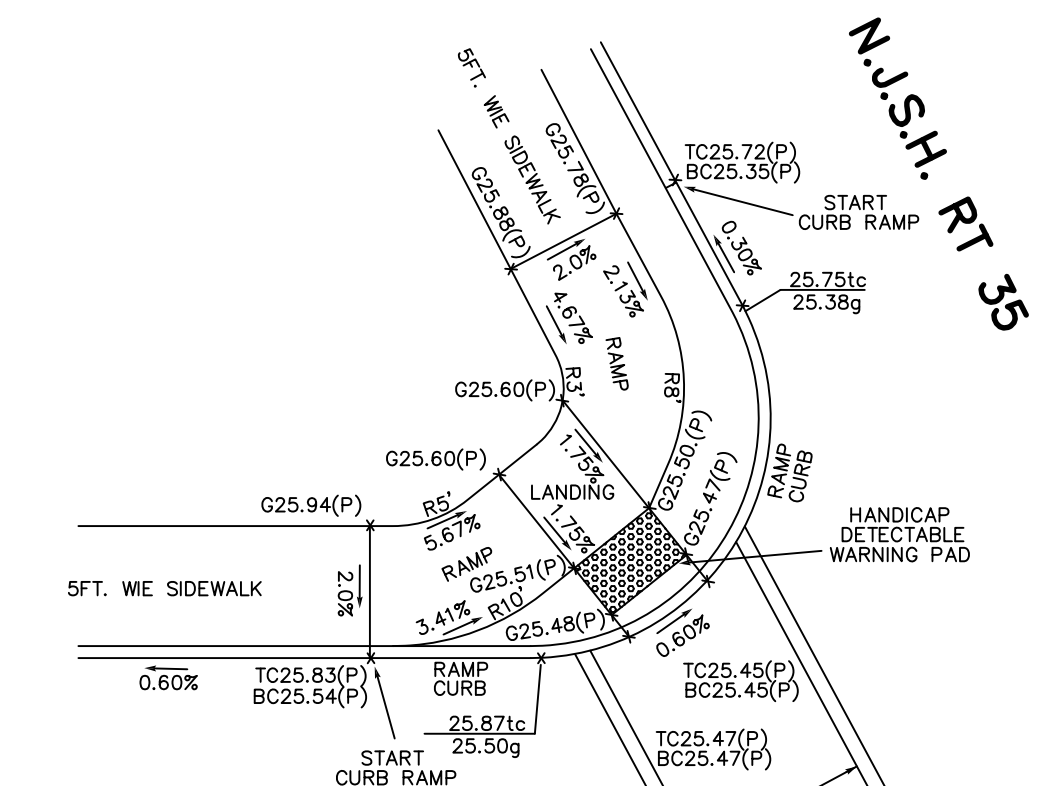 N.J.S.H. RT 35
5FT. WIE SIDEWALK
G25.78(P)
G25.88(P)
2.0%
2.13%
4.67%
RAMP
TC25.72(P)
BC25.35(P)
START
CURB RAMP
0.30%
25.75tc
25.38g
R3'
R8'
G25.60(P)
1.75%
G25.60(P)
LANDING
1.75%
G25.50.(P)
G25.47(P)
RAMP
CURB
HANDICAP
DETECTABLE
WARNING PAD
G25.94(P)
R5'
5.67%
RAMP
G25.51(P)
5FT. WIE SIDEWALK
2.0%
3.41%
R10'
G25.48(P)
0.60%
0.60%
TC25.83(P)
BC25.54(P)
RAMP
CURB
25.87tc
25.50g
START
CURB RAMP
TC25.45(P)
BC25.45(P)
TC25.47(P)
BC25.47(P)